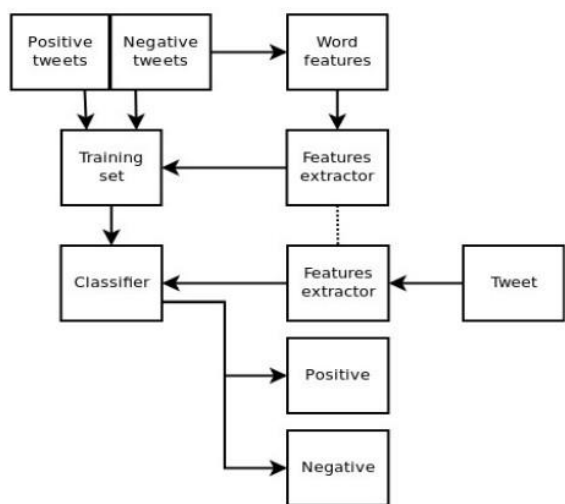 Positive
tweets
Negative
tweets
Word
features
Training
set
Features
extractor
Classifier
Features
extractor
Tweet
Positive
Negative